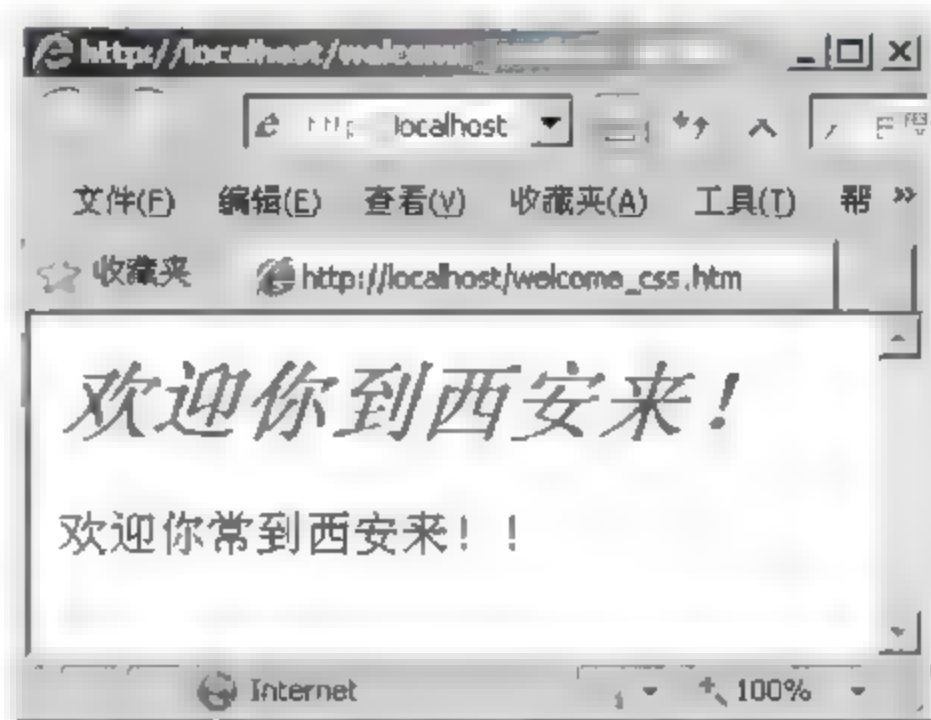 http://localhost/welcome
localhost
文件(F) 编辑(E) 查看(V) 收藏夹(A) 工具(T) 帮 »
收藏夹 http://localhost/welcome_css.htm
欢迎你到西安来!
欢迎你常到西安来!!
Internet 100%